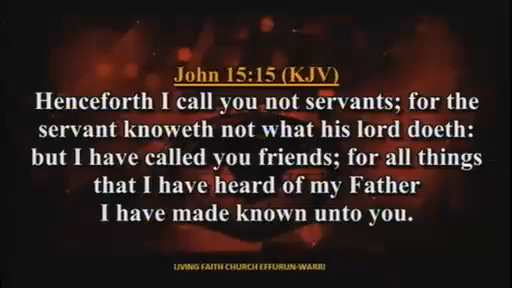 John 15:15 (KJV)
Henceforth I call you not servants; for the
servant knoweth not what his lord doeth:
but I have called you friends; for all things
that I have heard of my Father
I have made known unto you.
LIVING FAITH CHURCH EFFURUN-WARRI